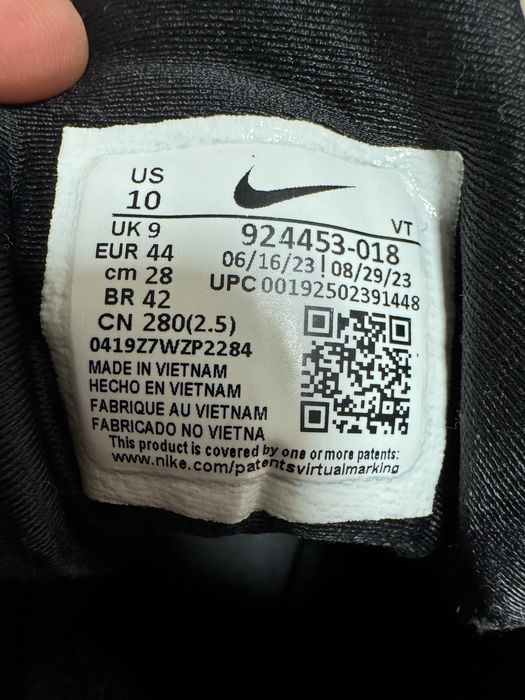 US
10
VT
UK 9
924453-018
EUR 44
06/16/23 | 08/29/23
cm 28
UPC 00192502391448
BR 42
CN 280(2.5)
0419Z7WZP2284
MADE IN VIETNAM
HECHO EN VIETNAM
FABRIQUE AU VIETNAM
FABRICADO NO VIETNA
This product is covered by one or more patents:
www.nike.com/patentsvirtualmarking